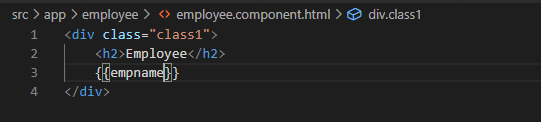 src > app > employee > employee.component.html > div.class1
1 <div class="class1">
2 <h2>Employee</h2>
3 {{empname}}
4 </div>